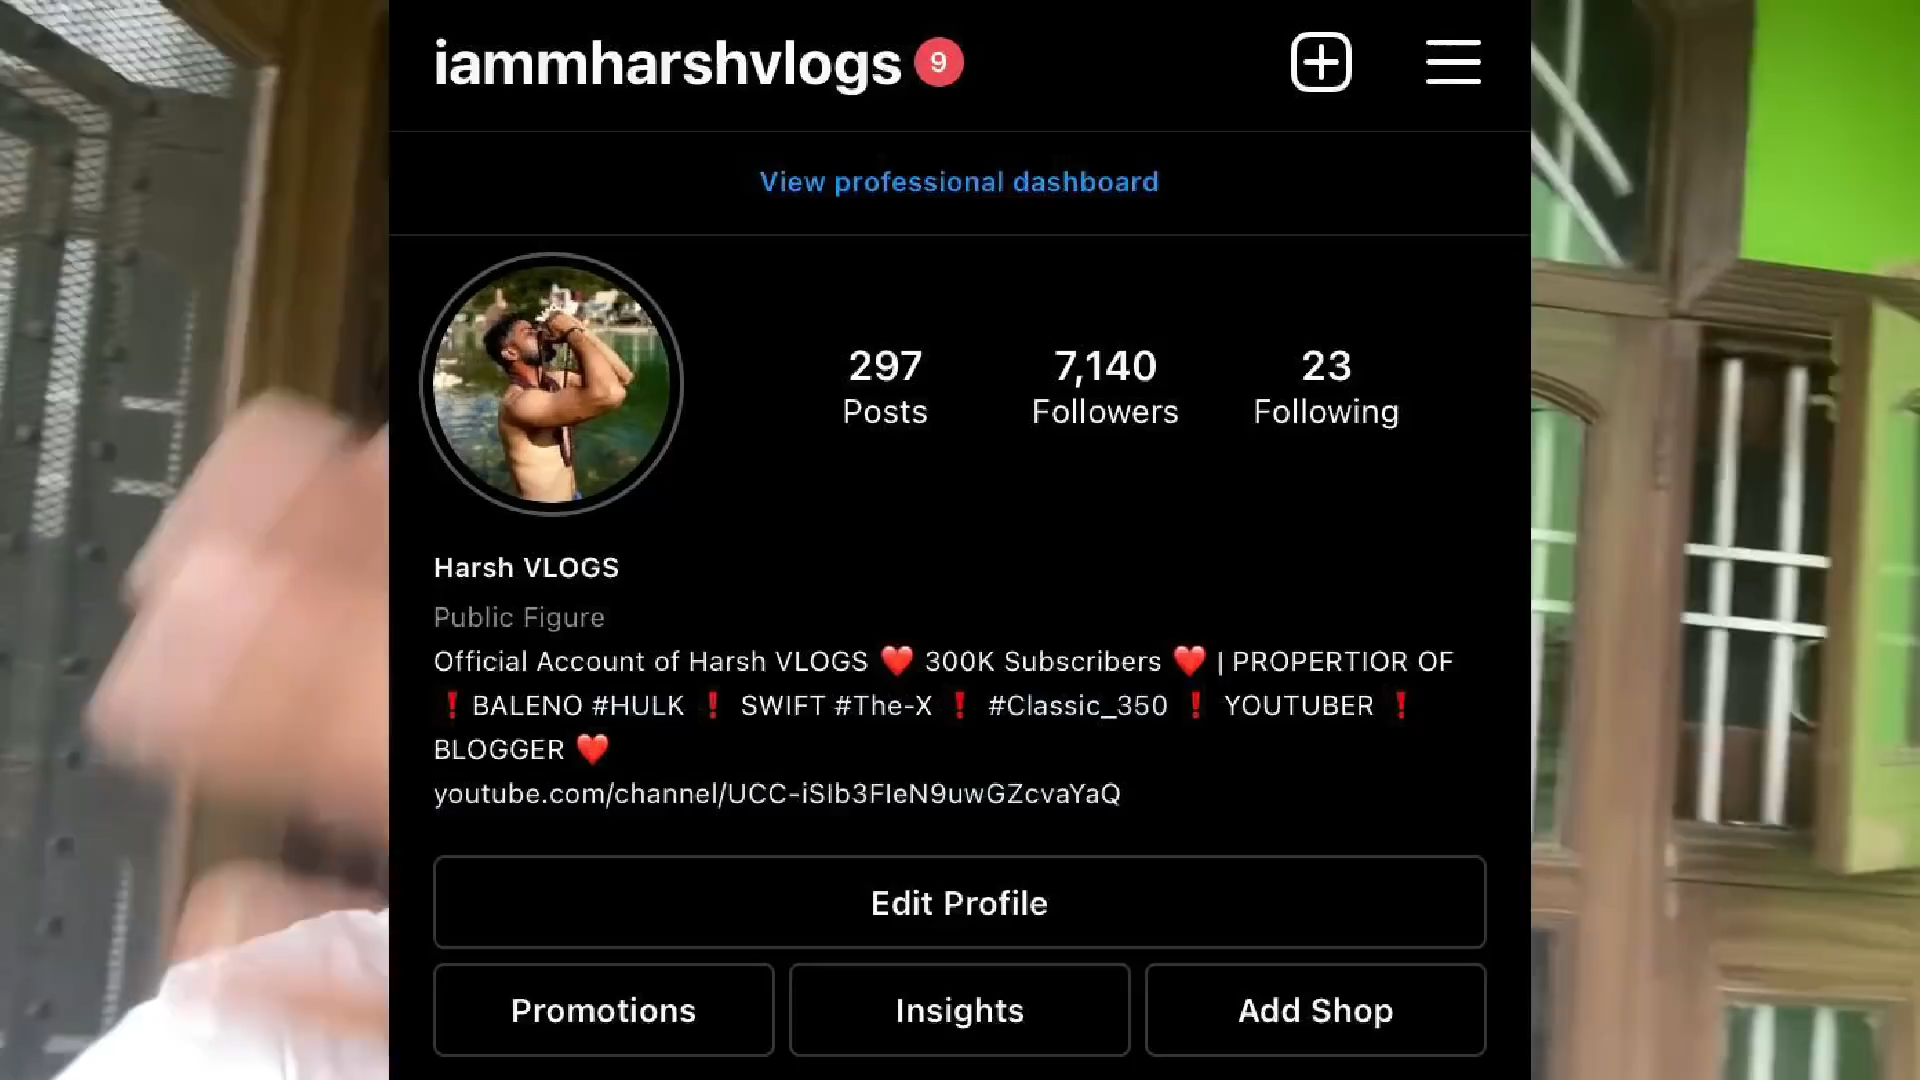 iammharshvlogs 9
View professional dashboard
297 7,140 23
Posts Followers Following
Harsh VLOGS
Public Figure
Official Account of Harsh VLOGS ❤️ 300K Subscribers ❤️ | PROPERTIOR OF
❗ BALENO #HULK ❗ SWIFT #The-X ❗ #Classic_350 ❗ YOUTUBER ❗
BLOGGER ❤️
youtube.com/channel/UCC-iSIb3FIeN9uwGZcvaYaQ
Edit Profile
Promotions Insights Add Shop